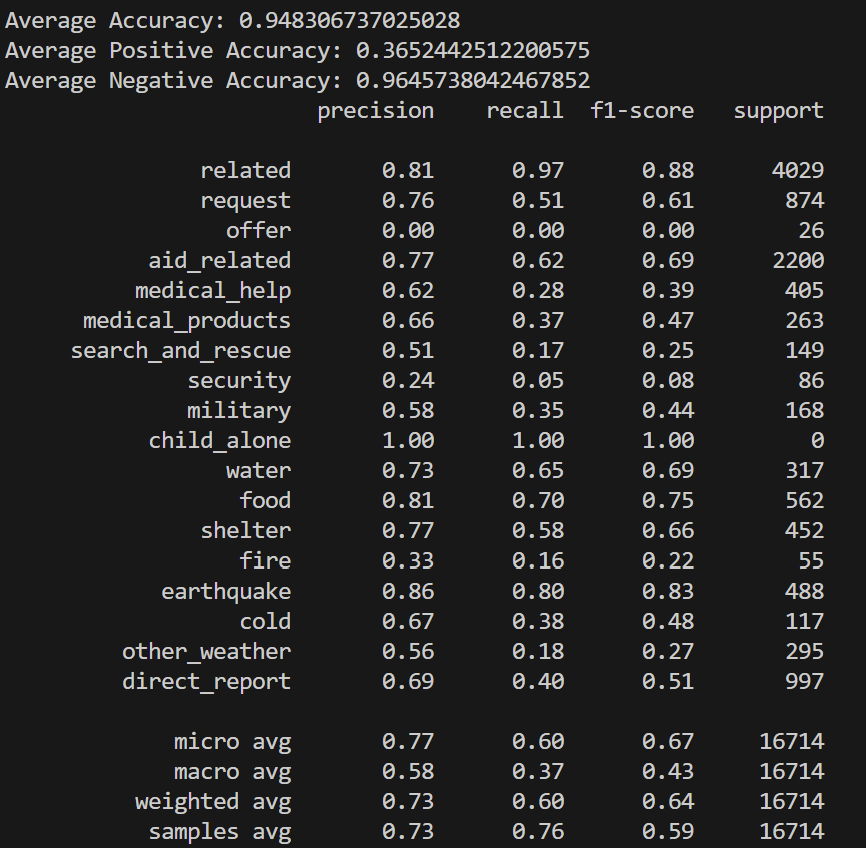 Average Accuracy: 0.948306737025028
Average Positive Accuracy: 0.3652442512200575
Average Negative Accuracy: 0.9645738042467852
precision recall f1-score support
related 0.81 0.97 0.88 4029
request 0.76 0.51 0.61 874
offer 0.00 0.00 0.00 26
aid_related 0.77 0.62 0.69 2200
medical_help 0.62 0.28 0.39 405
medical_products 0.66 0.37 0.47 263
search_and_rescue 0.51 0.17 0.25 149
security 0.24 0.05 0.08 86
military 0.58 0.35 0.44 168
child_alone 1.00 1.00 1.00 0
water 0.73 0.65 0.69 317
food 0.81 0.70 0.75 562
shelter 0.77 0.58 0.66 452
fire 0.33 0.16 0.22 55
earthquake 0.86 0.80 0.83 488
cold 0.67 0.38 0.48 117
other_weather 0.56 0.18 0.27 295
direct_report 0.69 0.40 0.51 997
micro avg 0.77 0.60 0.67 16714
macro avg 0.58 0.37 0.43 16714
weighted avg 0.73 0.60 0.64 16714
samples avg 0.73 0.76 0.59 16714